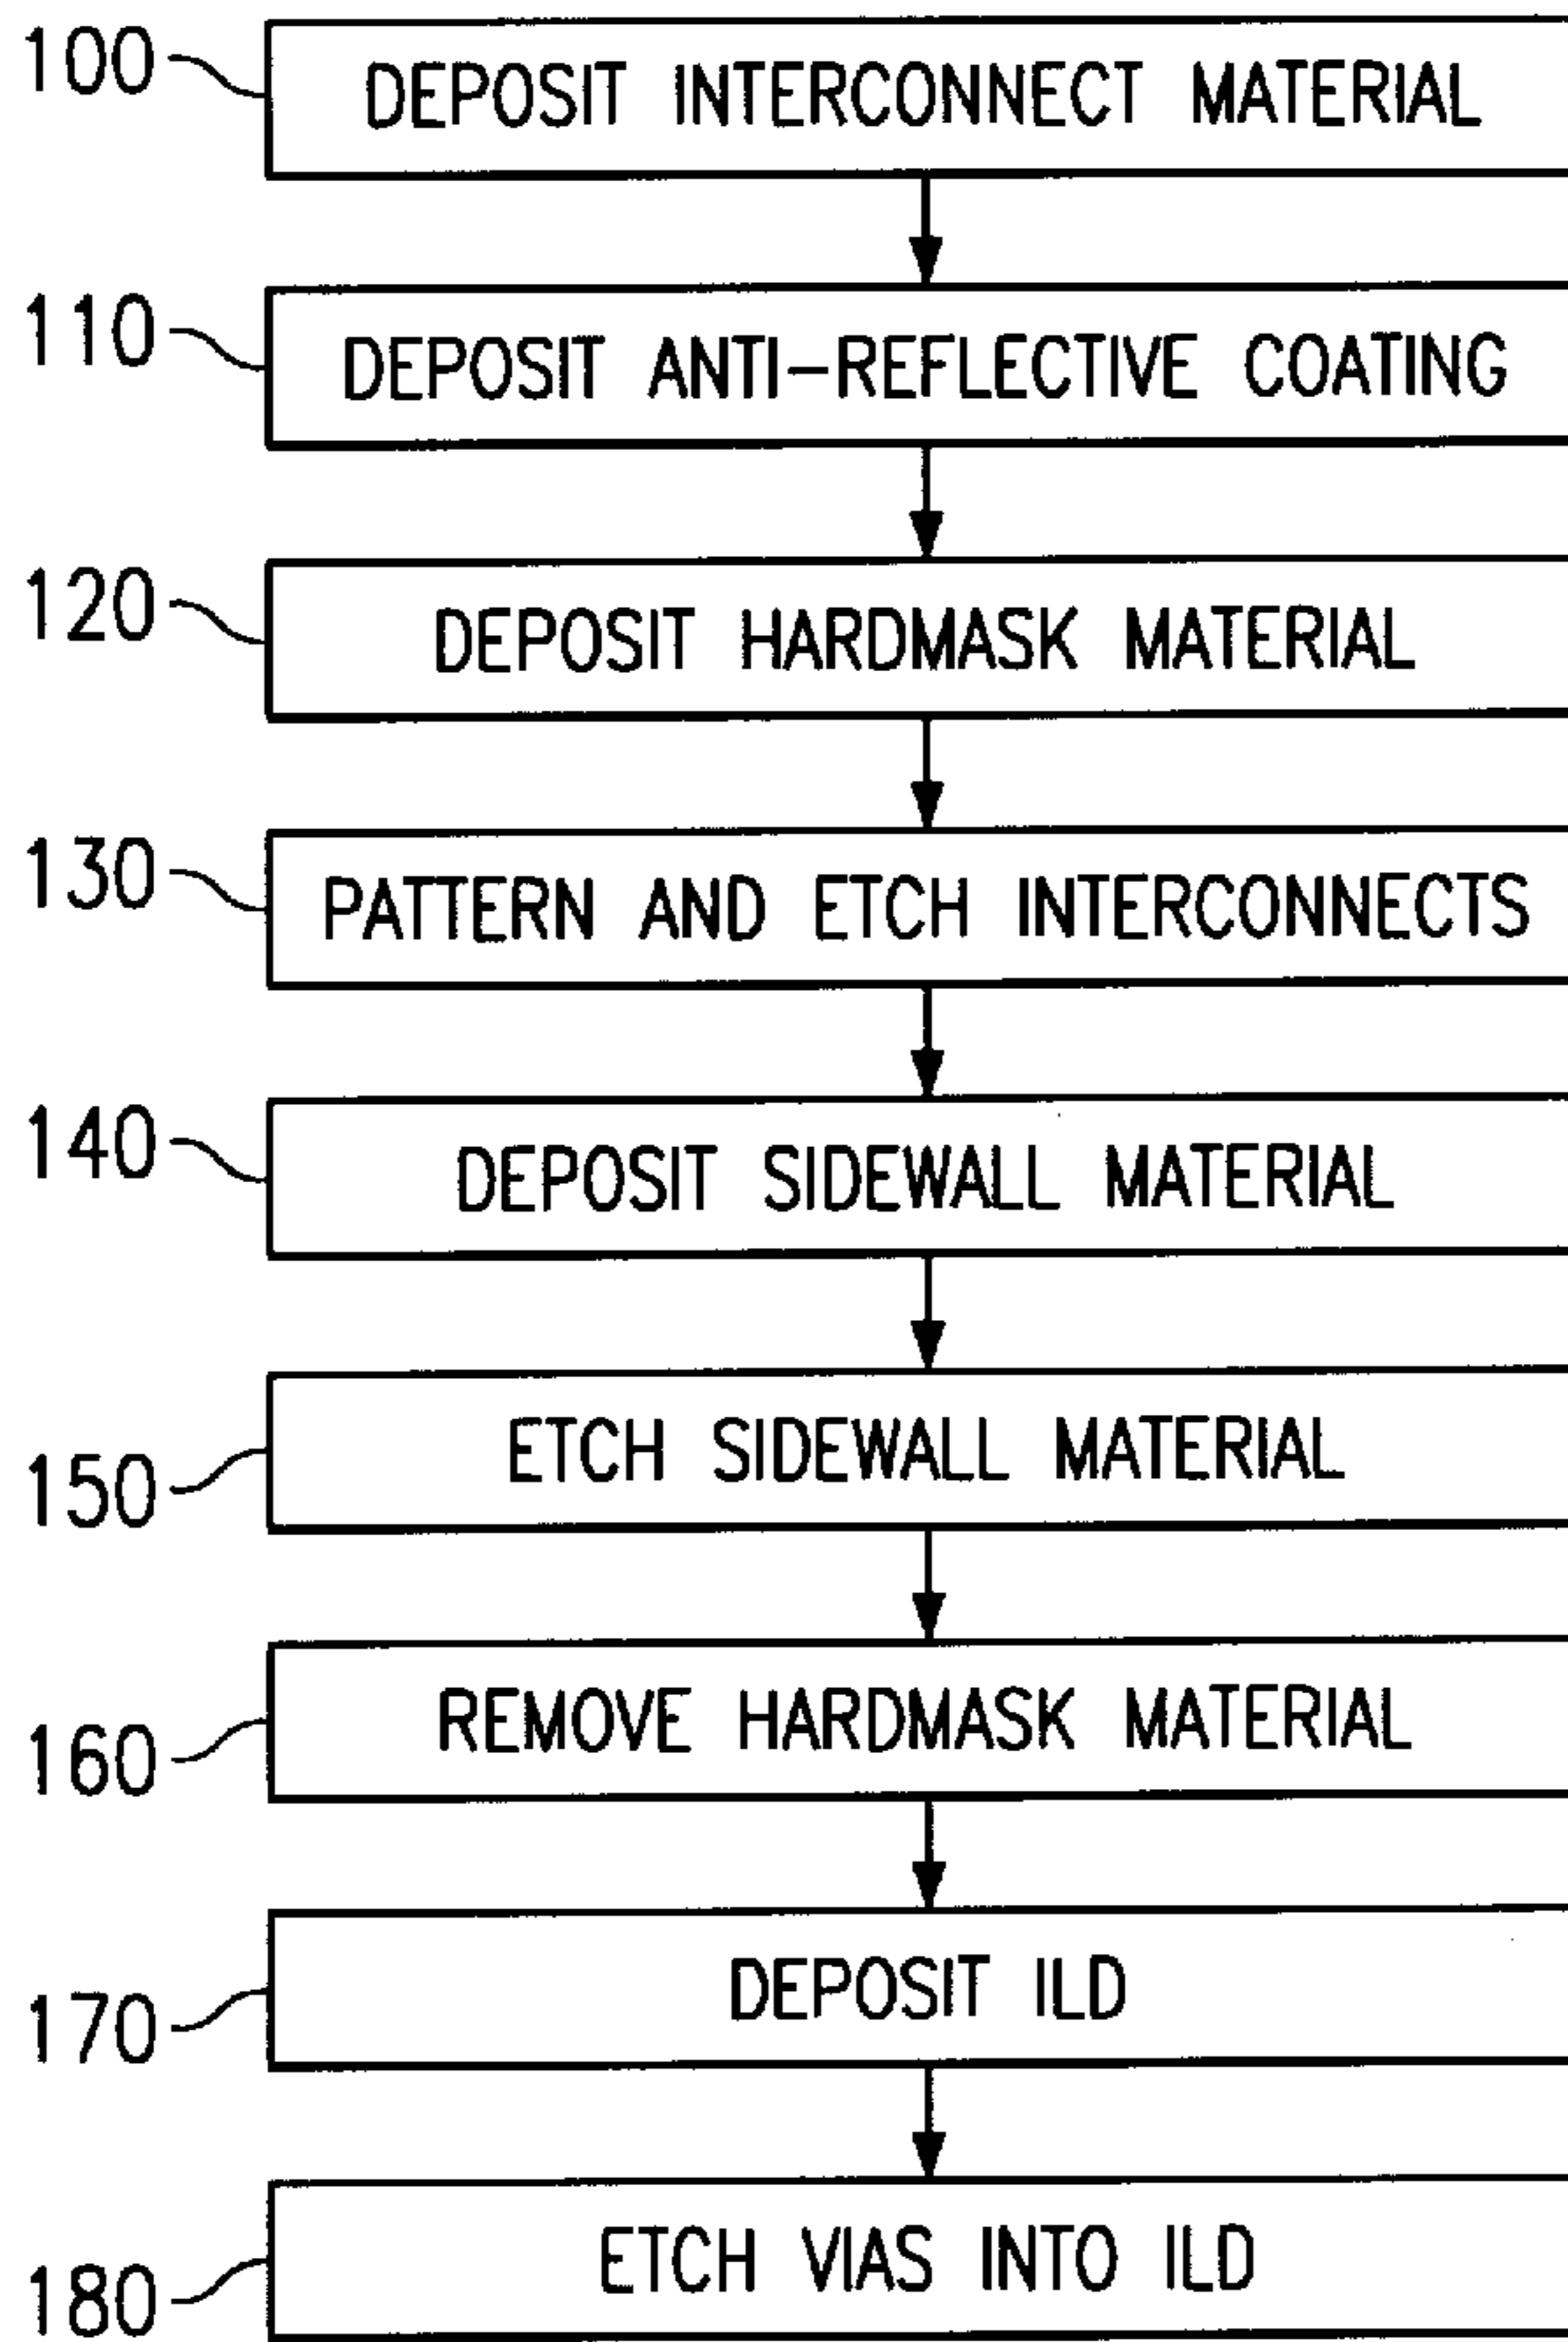 100 DEPOSIT INTERCONNECT MATERIAL
110 DEPOSIT ANTI-REFLECTIVE COATING
120 DEPOSIT HARDMASK MATERIAL
130 PATTERN AND ETCH INTERCONNECTS
140 DEPOSIT SIDEWALL MATERIAL
150 ETCH SIDEWALL MATERIAL
160 REMOVE HARDMASK MATERIAL
170 DEPOSIT ILD
180 ETCH VIAS INTO ILD